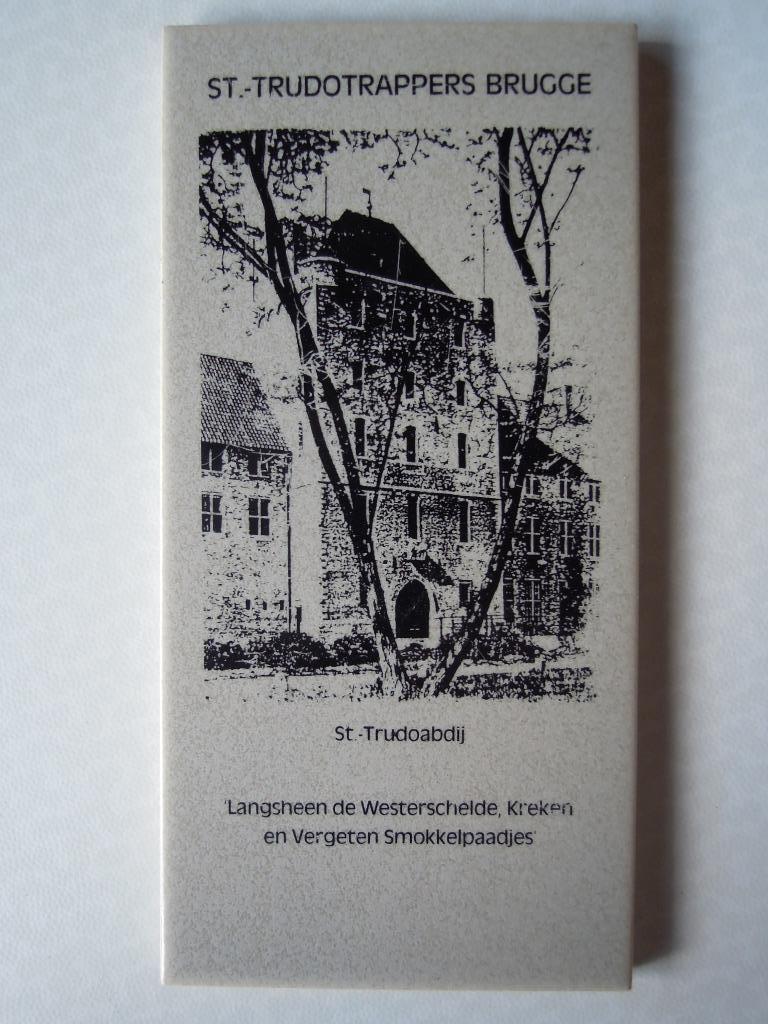 ST.-TRUDOTRAPPERS BRUGGE
St.-Trudoabdij
'Langsheen de Westerschelde, Kreken
en Vergeten Smokkelpaadjes'